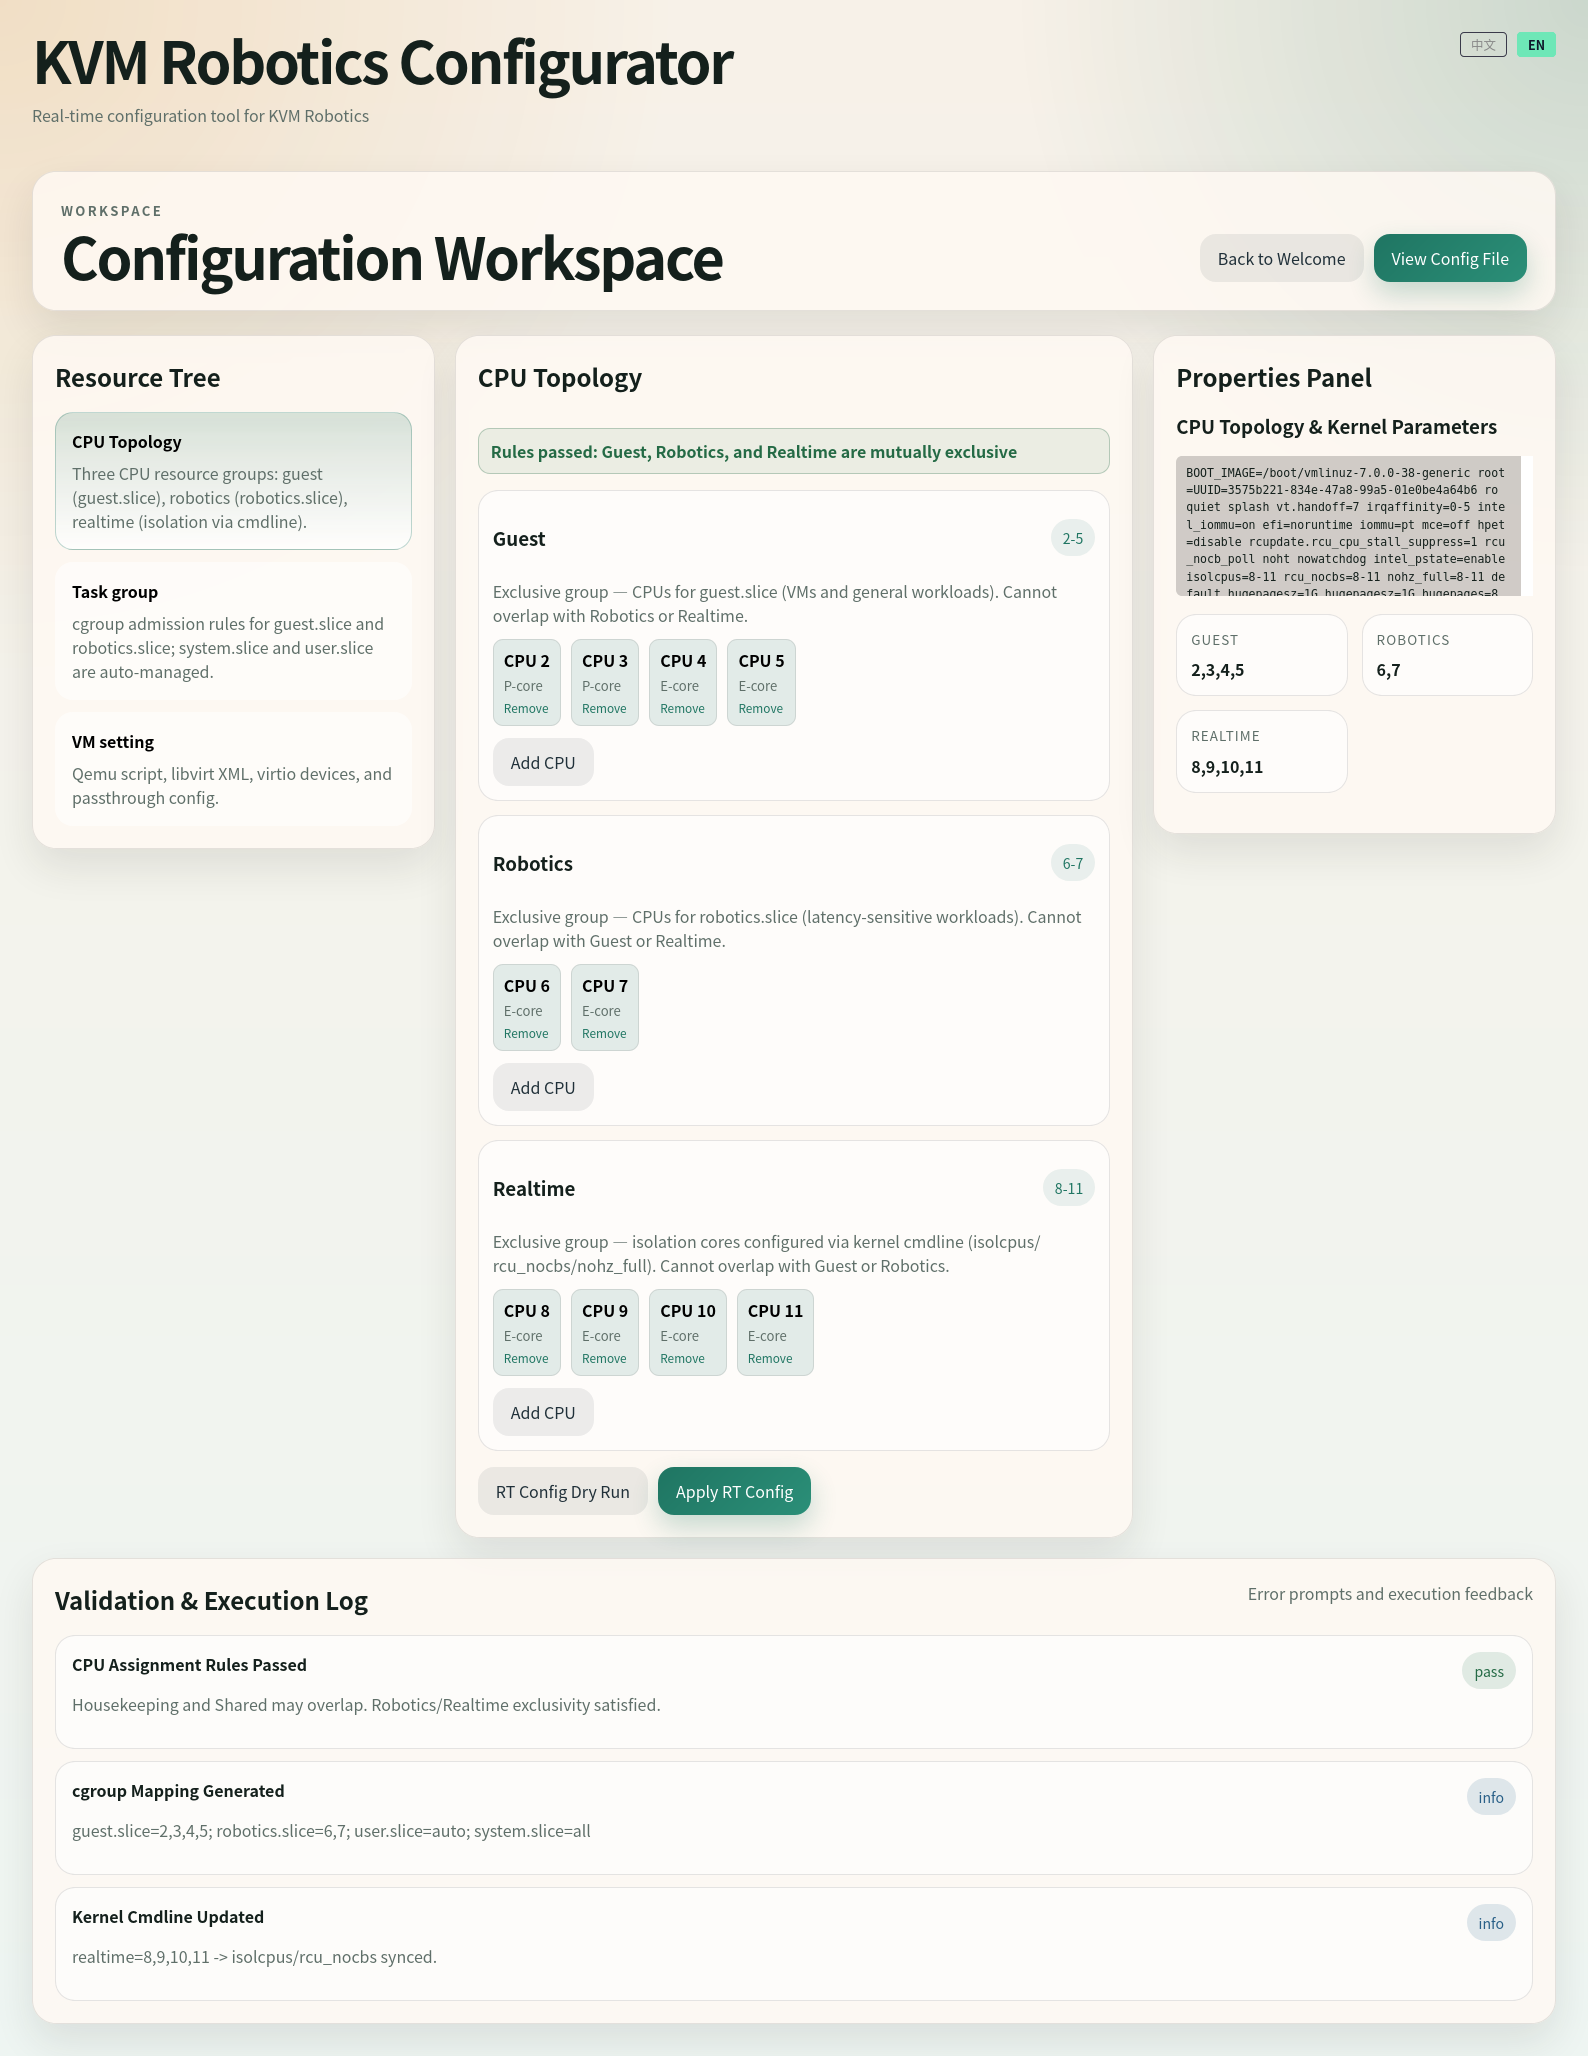 KVM Robotics Configurator
中文
EN
Real-time configuration tool for KVM Robotics
WORKSPACE
Configuration Workspace
Back to Welcome
View Config File
Resource Tree
CPU Topology
Three CPU resource groups: guest
(guest.slice), robotics (robotics.slice),
realtime (isolation via cmdline).
Task group
cgroup admission rules for guest.slice and
robotics.slice; system.slice and user.slice
are auto-managed.
VM setting
Qemu script, libvirt XML, virtio devices, and
passthrough config.
CPU Topology
Rules passed: Guest, Robotics, and Realtime are mutually exclusive
Guest
2-5
Exclusive group — CPUs for guest.slice (VMs and general workloads). Cannot
overlap with Robotics or Realtime.
CPU 2
P-core
Remove
CPU 3
P-core
Remove
CPU 4
E-core
Remove
CPU 5
E-core
Remove
Add CPU
Robotics
6-7
Exclusive group — CPUs for robotics.slice (latency-sensitive workloads). Cannot
overlap with Guest or Realtime.
CPU 6
E-core
Remove
CPU 7
E-core
Remove
Add CPU
Realtime
8-11
Exclusive group — isolation cores configured via kernel cmdline (isolcpus/
rcu_nocbs/nohz_full). Cannot overlap with Guest or Robotics.
CPU 8
E-core
Remove
CPU 9
E-core
Remove
CPU 10
E-core
Remove
CPU 11
E-core
Remove
Add CPU
RT Config Dry Run
Apply RT Config
Properties Panel
CPU Topology & Kernel Parameters
BOOT_IMAGE=/boot/vmlinuz-7.0.0-38-generic root
=UUID=3575b221-834e-47a8-99a5-01e0be4a64b6 ro
quiet splash vt.handoff=7 irqaffinity=0-5 inte
l_iommu=on efi=noruntime iommu=pt mce=off hpet
=disable rcupdate.rcu_cpu_stall_suppress=1 rcu
_nocb_poll noht nowatchdog intel_pstate=enable
isolcpus=8-11 rcu_nocbs=8-11 nohz_full=8-11 de
fault_hugepagesz=1G hugepagesz=1G hugepages=8
GUEST
2,3,4,5
ROBOTICS
6,7
REALTIME
8,9,10,11
Validation & Execution Log
Error prompts and execution feedback
CPU Assignment Rules Passed
pass
Housekeeping and Shared may overlap. Robotics/Realtime exclusivity satisfied.
cgroup Mapping Generated
info
guest.slice=2,3,4,5; robotics.slice=6,7; user.slice=auto; system.slice=all
Kernel Cmdline Updated
info
realtime=8,9,10,11 -> isolcpus/rcu_nocbs synced.